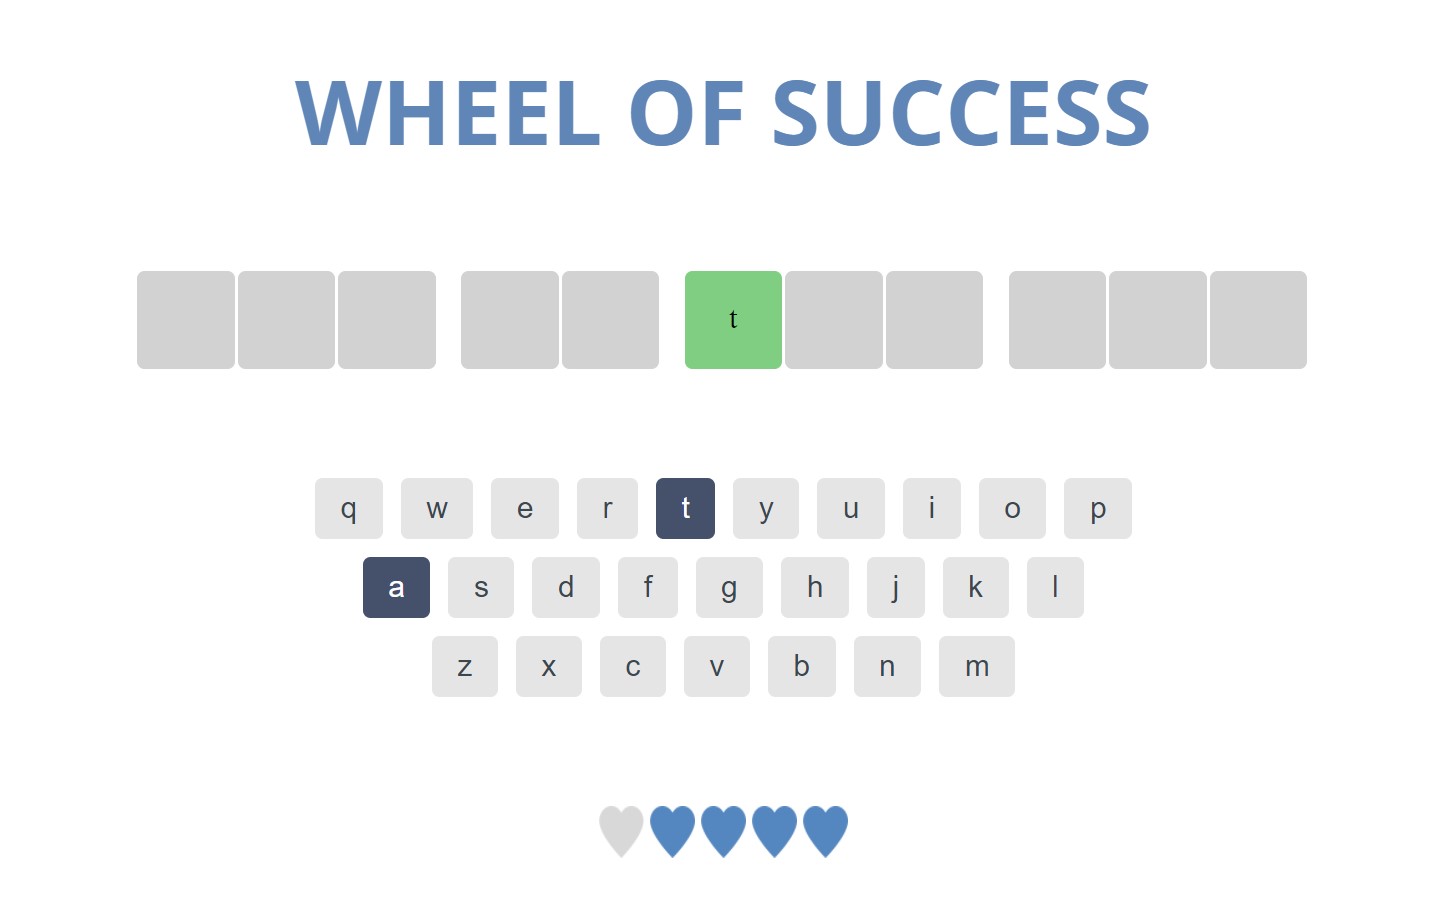 WHEEL OF SUCCESS
t
q w e r t y u i o p
a s d f g h j k l
z x c v b n m